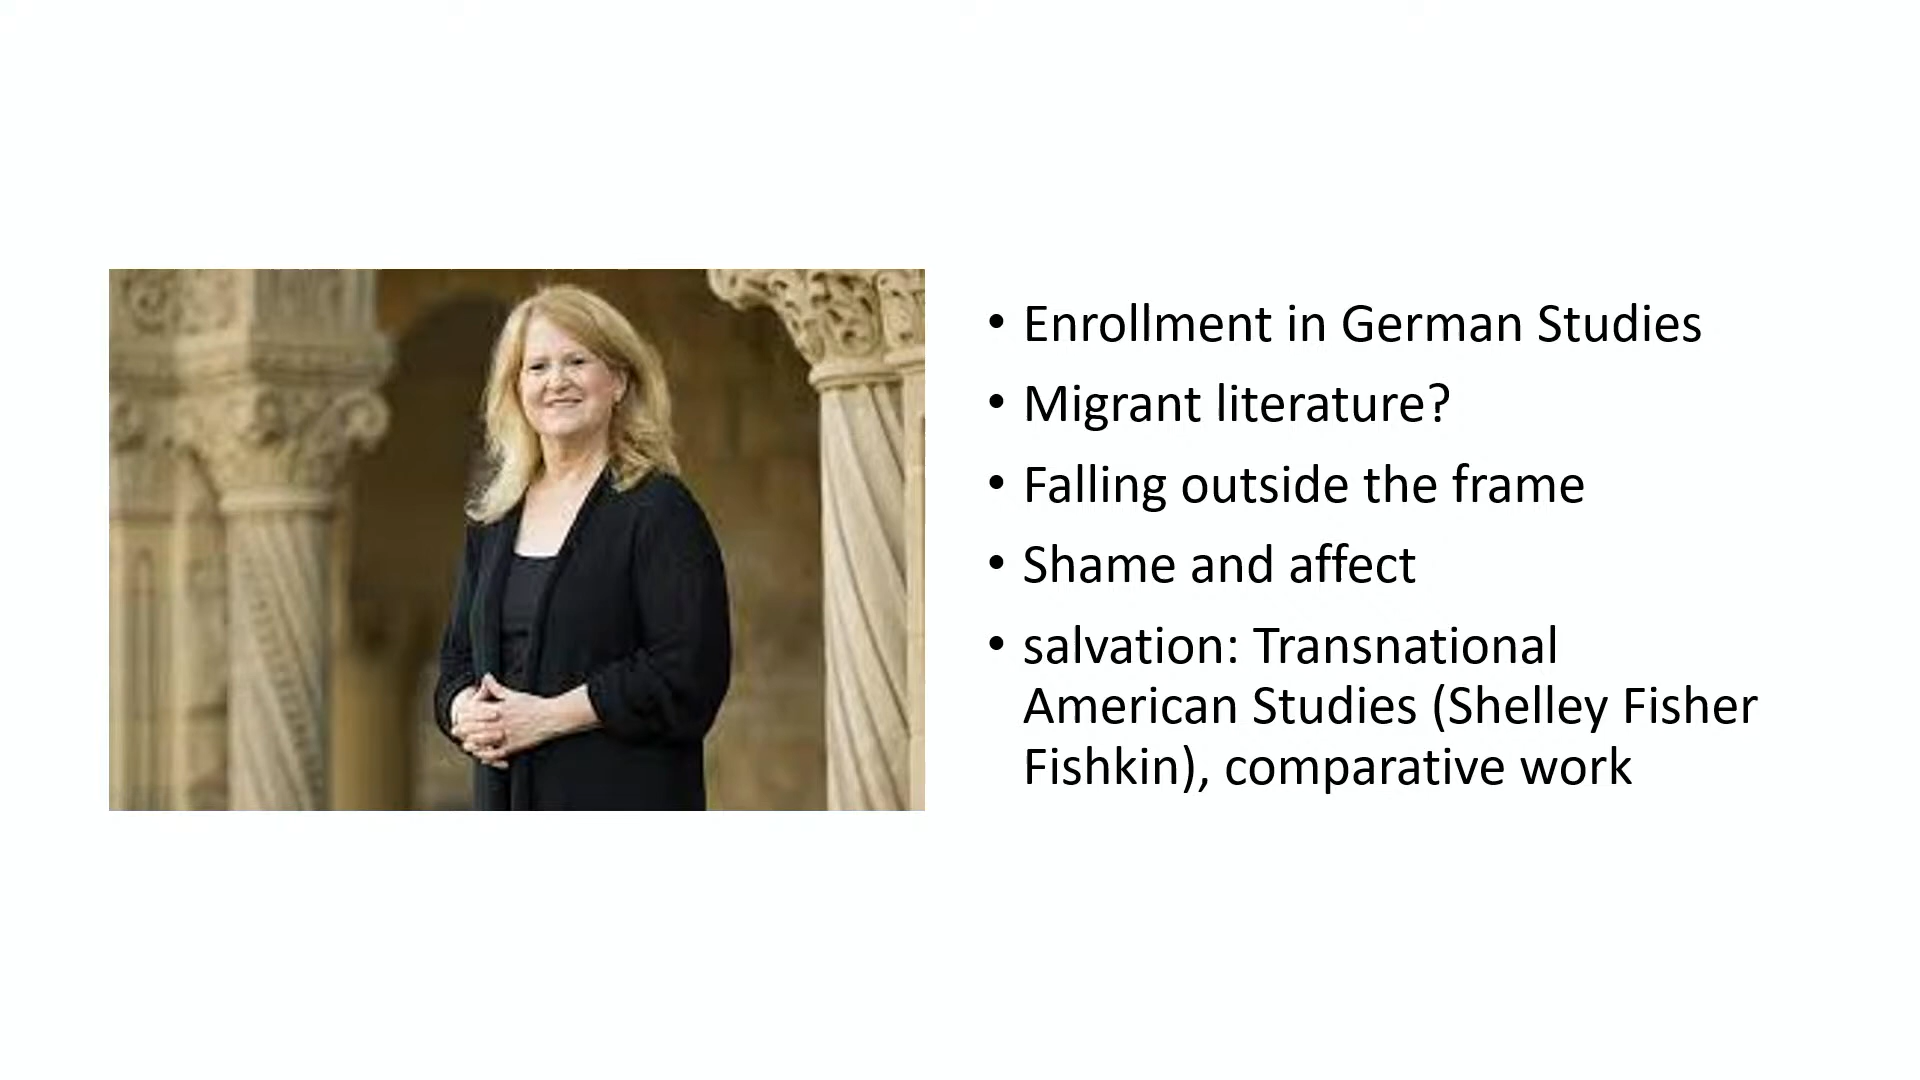 • Enrollment in German Studies
• Migrant literature?
• Falling outside the frame
• Shame and affect
• salvation: Transnational
American Studies (Shelley Fisher
Fishkin), comparative work